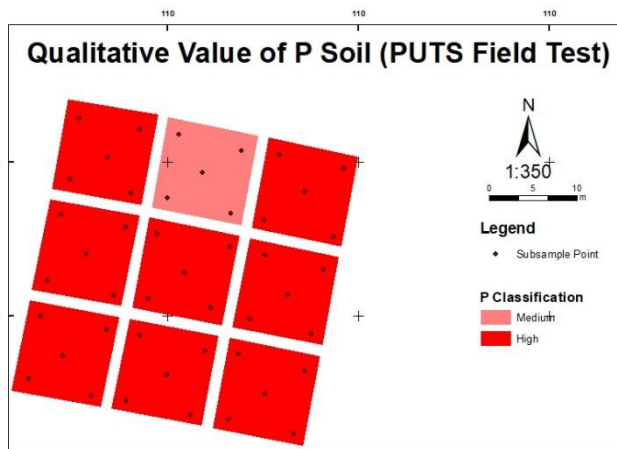 110 110 110
Qualitative Value of P Soil (PUTS Field Test)
N
1:350
0 5 10
m
Legend
Subsample Point
P Classification
Medium
High